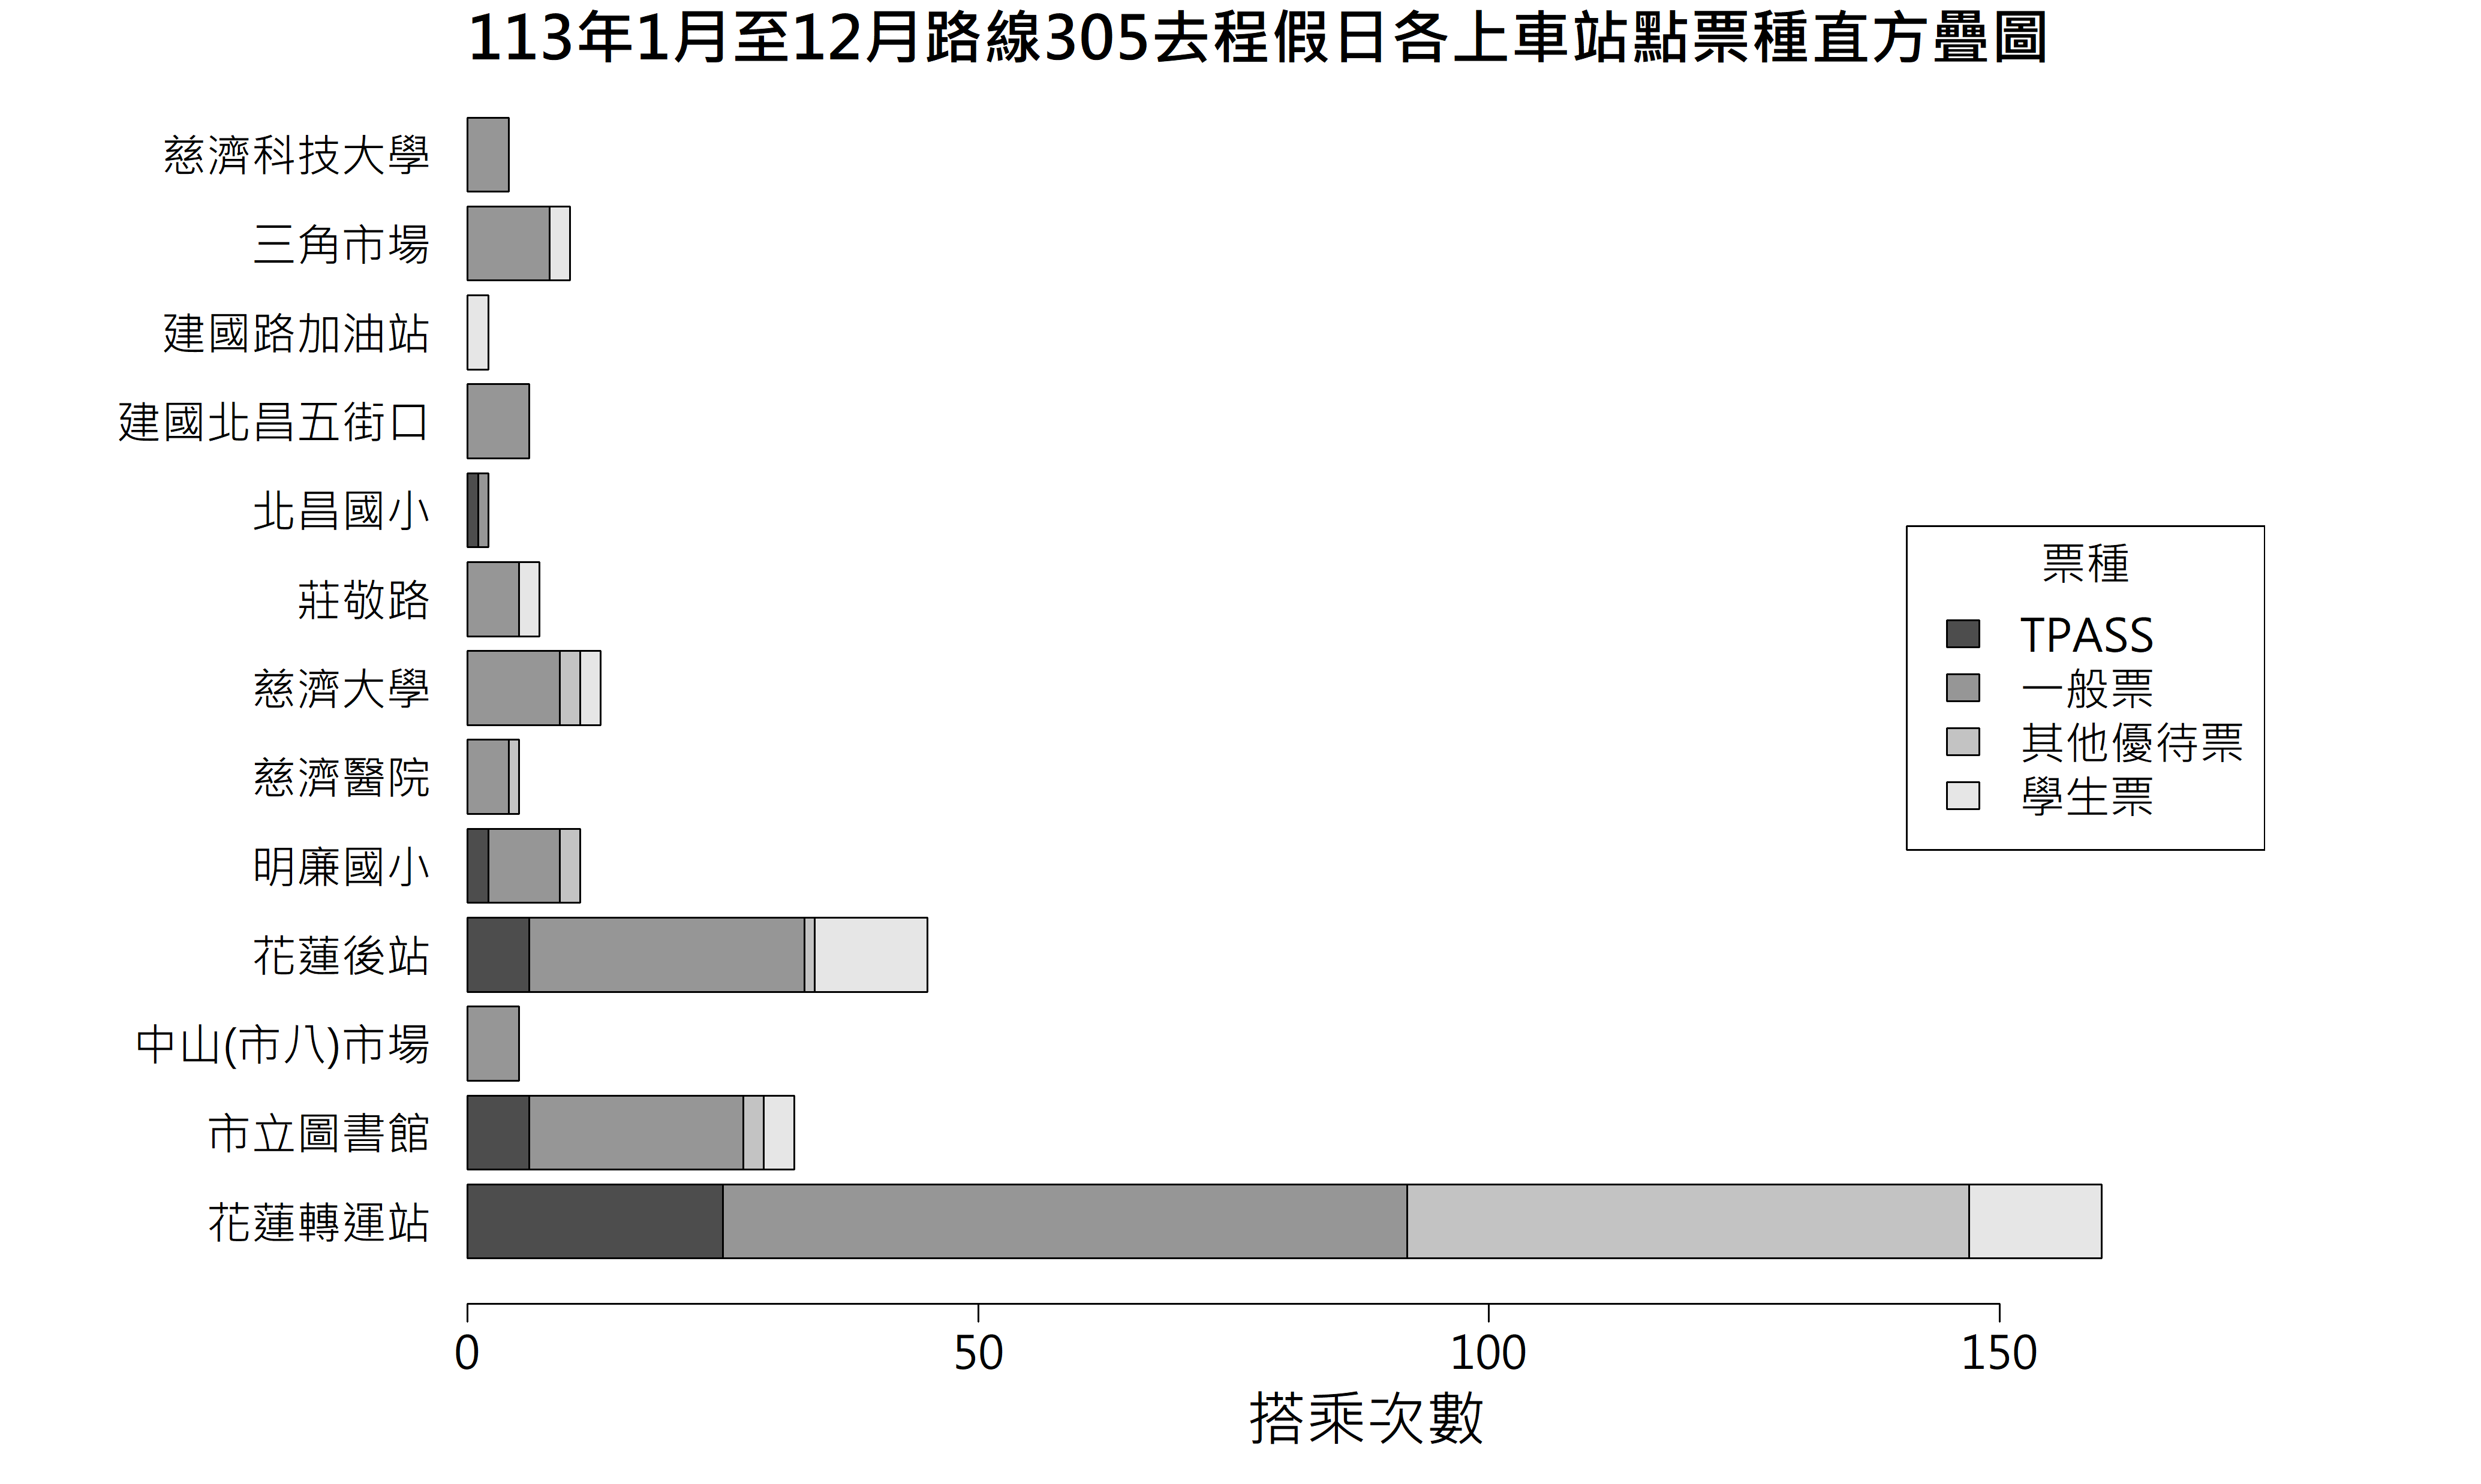 113年1月至12月路線305去程假日各上車站點票種直方疊圖
慈濟科技大學
三角市場
建國路加油站
建國北昌五街口
北昌國小
莊敬路
慈濟大學
慈濟醫院
明廉國小
花蓮後站
中山(市八)市場
市立圖書館
花蓮轉運站
票種
TPASS
一般票
其他優待票
學生票
0 50 100 150
搭乘次數